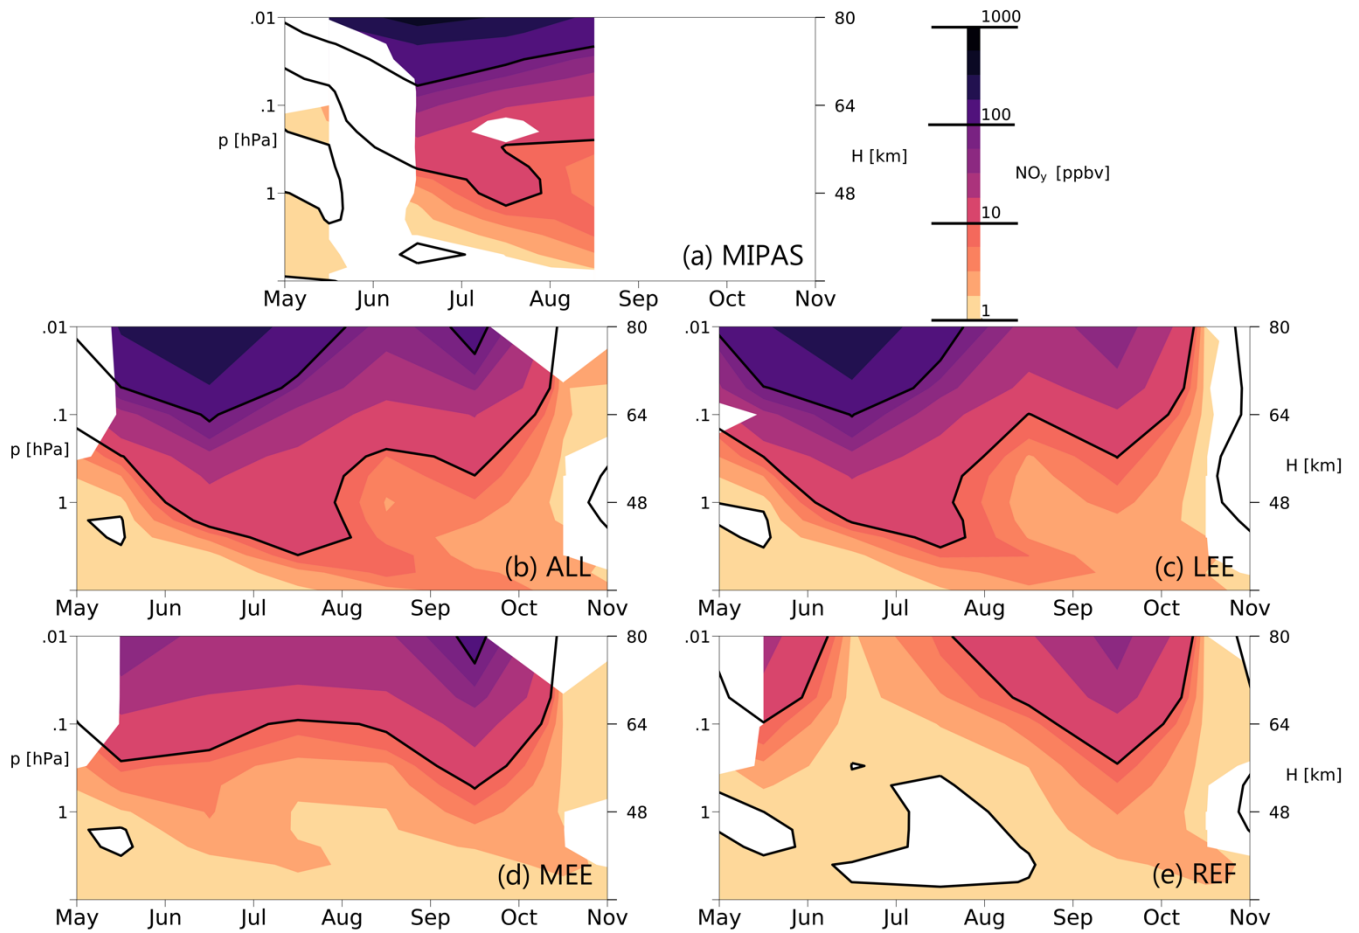 .01
80
1000
.1
64
100
p [hPa]
H [km]
NOy [ppbv]
1
48
10
(a) MIPAS
1
May Jun Jul Aug Sep Oct Nov
.01
80
.01
80
.1
64
.1
64
p [hPa]
H [km]
1
48
1
48
(b) ALL
(c) LEE
May Jun Jul Aug Sep Oct Nov
May Jun Jul Aug Sep Oct Nov
.01
80
.01
80
.1
64
.1
64
p [hPa]
H [km]
1
48
1
48
(d) MEE
(e) REF
May Jun Jul Aug Sep Oct Nov
May Jun Jul Aug Sep Oct Nov